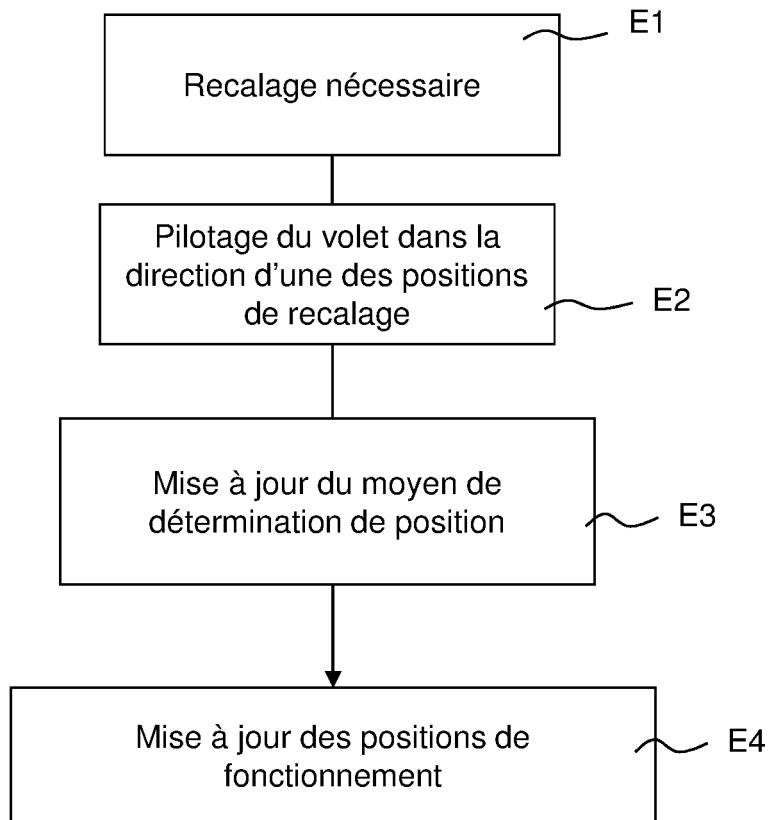 E1
Recalage nécessaire
Pilotage du volet dans la
direction d'une des positions
de recalage
E2
Mise à jour du moyen de
détermination de position
E3
Mise à jour des positions de
fonctionnement
E4